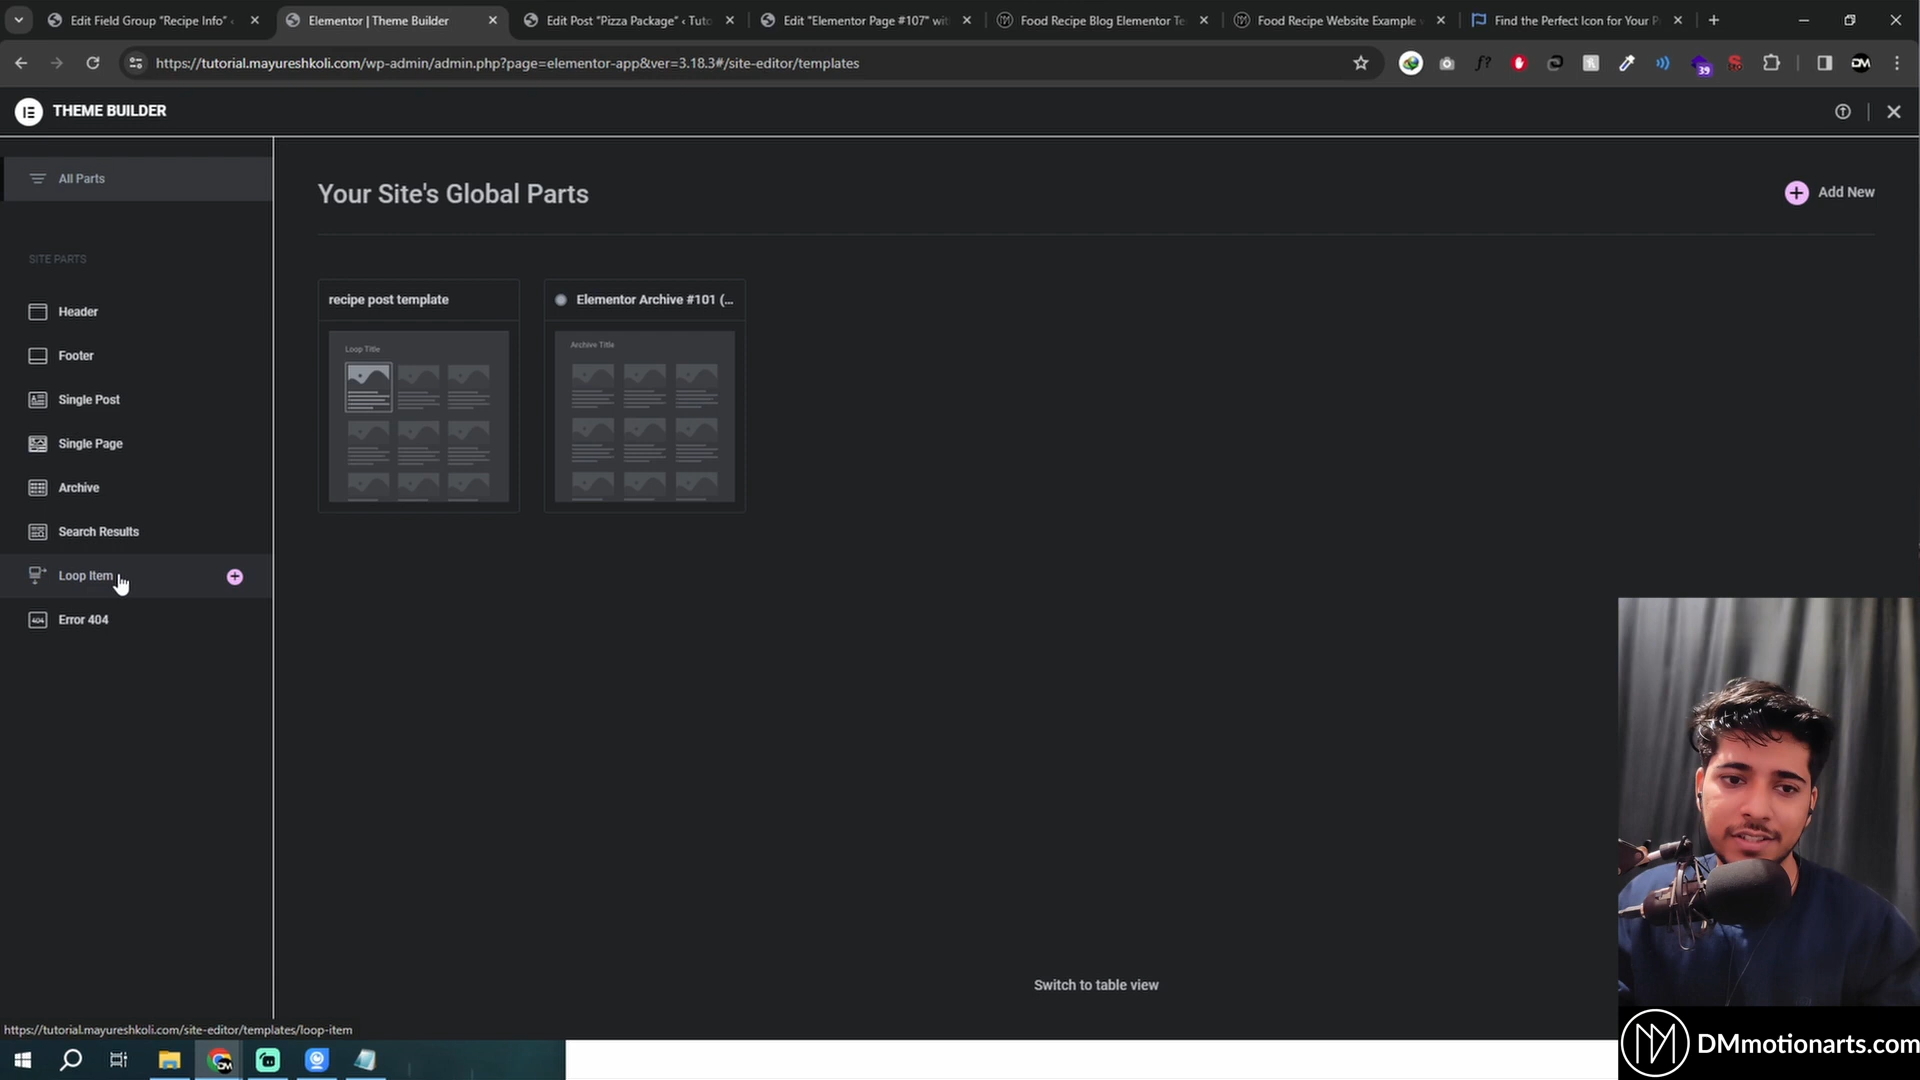 Edit Field Group "Recipe Info" ‹
Elementor | Theme Builder
Edit Post "Pizza Package" ‹ Tuto
Edit "Elementor Page #107" wit
Food Recipe Blog Elementor Te
Food Recipe Website Example
Find the Perfect Icon for Your P
https://tutorial.mayureshkoli.com/wp-admin/admin.php?page=elementor-app&ver=3.18.3#/site-editor/templates
f?
39
DM
THEME BUILDER
All Parts
Your Site's Global Parts
Add New
SITE PARTS
Header
Footer
Single Post
Single Page
Archive
Search Results
Loop Item
404
Error 404
recipe post template
Elementor Archive #101 (...
Loop Title
Archive Title
Switch to table view
https://tutorial.mayureshkoli.com/site-editor/templates/loop-item
DMmotionarts.com